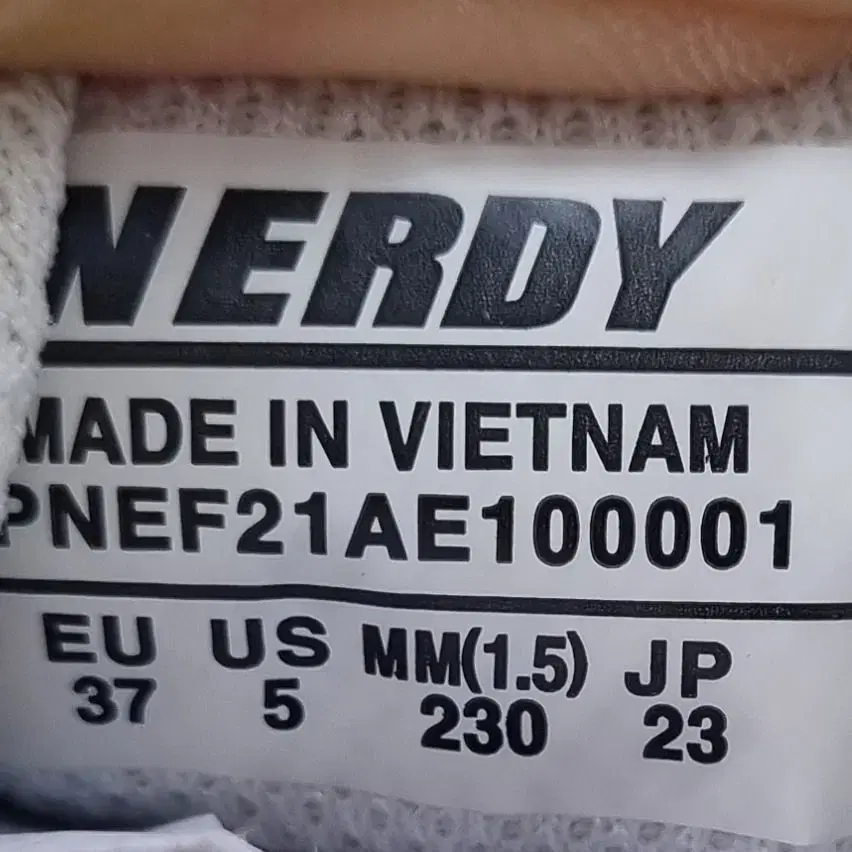 NERDY
MADE IN VIETNAM
PNEF21AE100001
EU US MM(1.5) JP
37 5 230 23